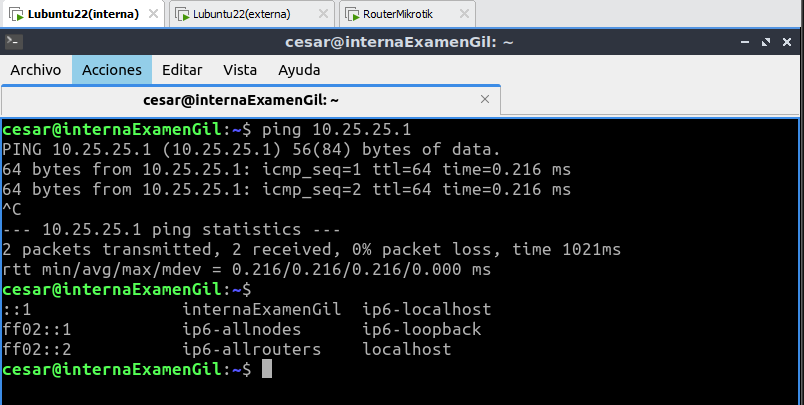 Lubuntu22(interna) × Lubuntu22(externa) × RouterMikrotik ×
cesar@internaExamenGil: ~
Archivo Acciones Editar Vista Ayuda
cesar@internaExamenGil: ~ ×
cesar@internaExamenGil:~$ ping 10.25.25.1
PING 10.25.25.1 (10.25.25.1) 56(84) bytes of data.
64 bytes from 10.25.25.1: icmp_seq=1 ttl=64 time=0.216 ms
64 bytes from 10.25.25.1: icmp_seq=2 ttl=64 time=0.216 ms
^C
--- 10.25.25.1 ping statistics ---
2 packets transmitted, 2 received, 0% packet loss, time 1021ms
rtt min/avg/max/mdev = 0.216/0.216/0.216/0.000 ms
cesar@internaExamenGil:~$
::1 internaExamenGil ip6-localhost
ff02::1 ip6-allnodes ip6-loopback
ff02::2 ip6-allrouters localhost
cesar@internaExamenGil:~$